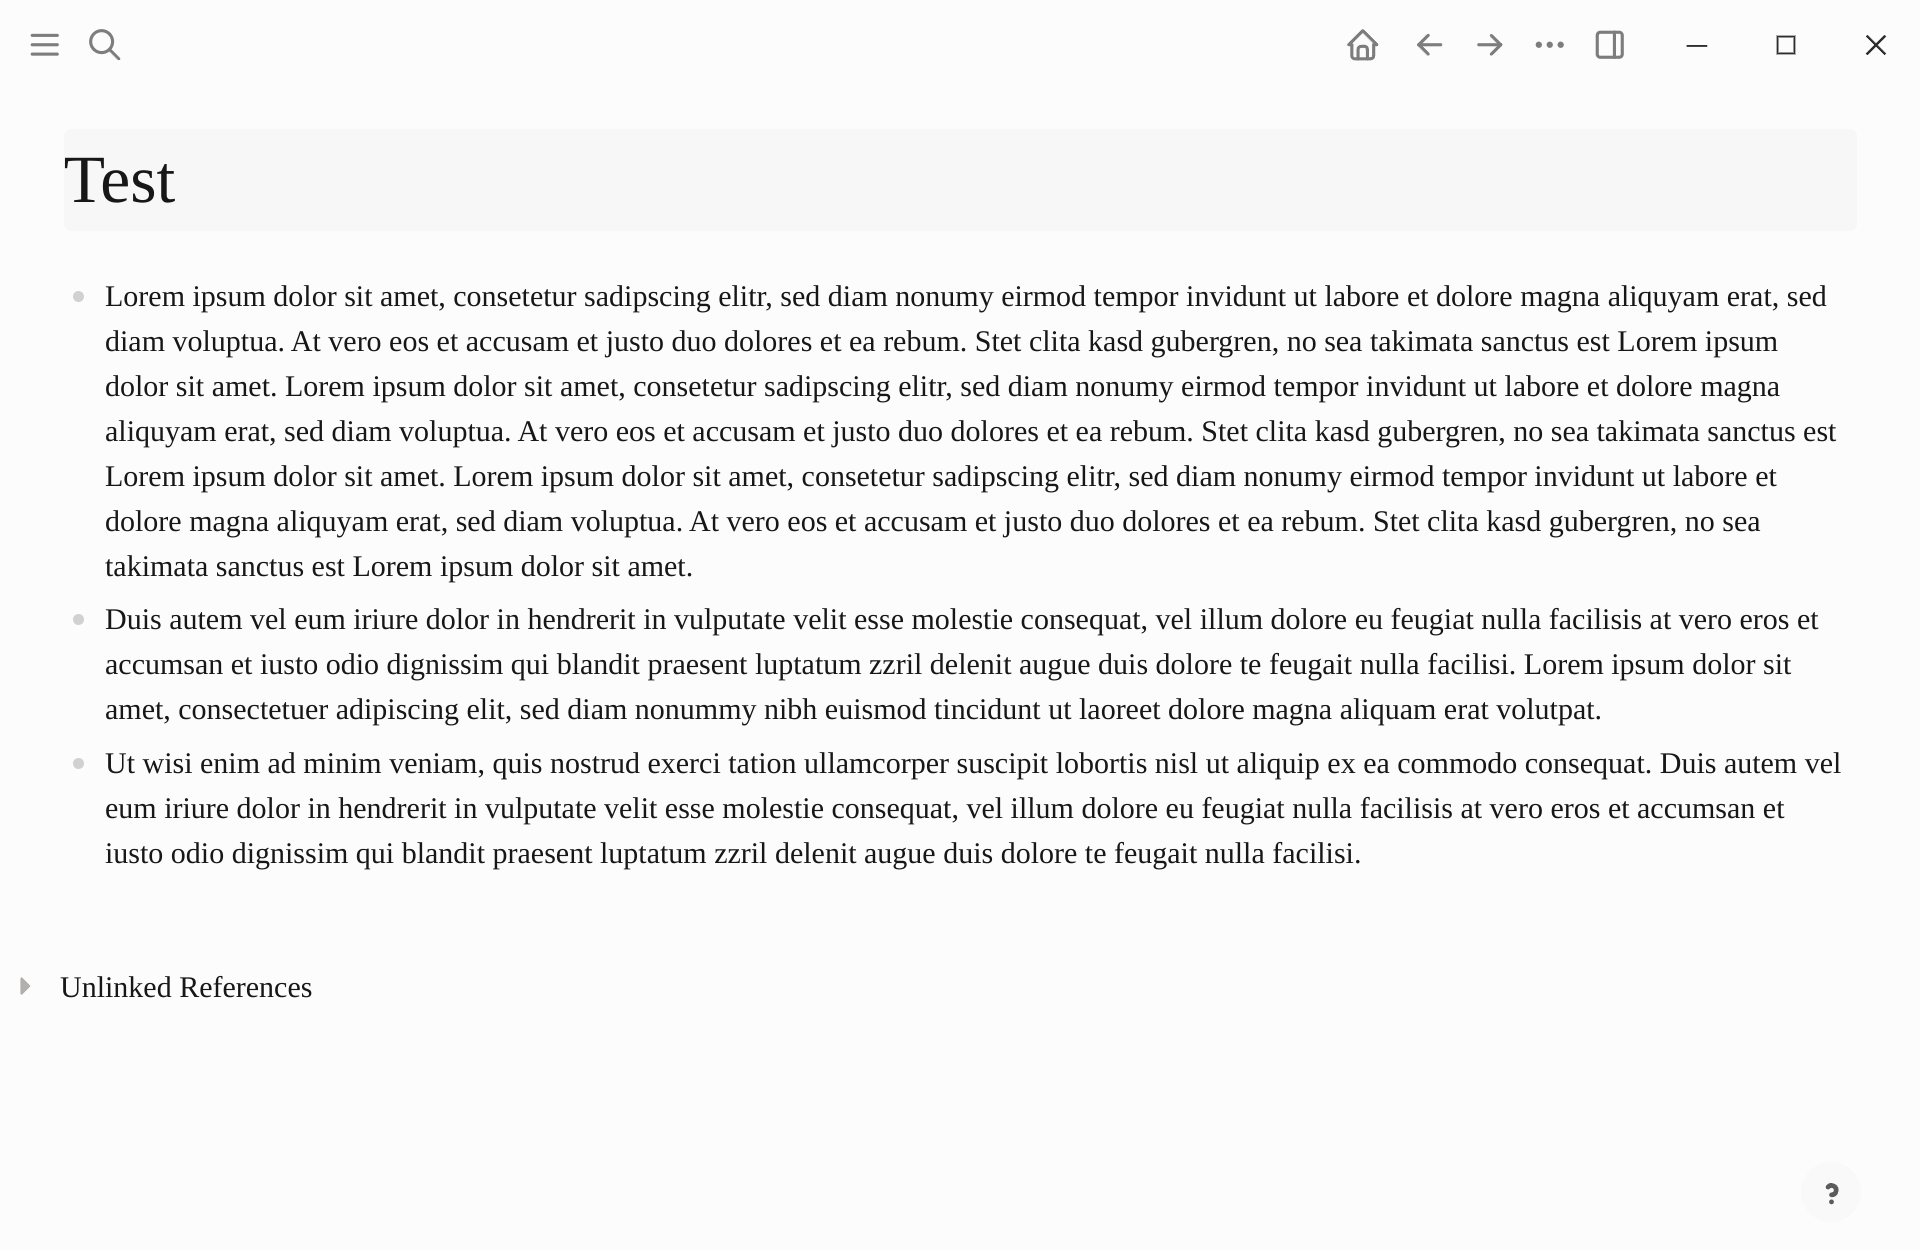 Test
Lorem ipsum dolor sit amet, consetetur sadipscing elitr, sed diam nonumy eirmod tempor invidunt ut labore et dolore magna aliquyam erat, sed
diam voluptua. At vero eos et accusam et justo duo dolores et ea rebum. Stet clita kasd gubergren, no sea takimata sanctus est Lorem ipsum
dolor sit amet. Lorem ipsum dolor sit amet, consetetur sadipscing elitr, sed diam nonumy eirmod tempor invidunt ut labore et dolore magna
aliquyam erat, sed diam voluptua. At vero eos et accusam et justo duo dolores et ea rebum. Stet clita kasd gubergren, no sea takimata sanctus est
Lorem ipsum dolor sit amet. Lorem ipsum dolor sit amet, consetetur sadipscing elitr, sed diam nonumy eirmod tempor invidunt ut labore et
dolore magna aliquyam erat, sed diam voluptua. At vero eos et accusam et justo duo dolores et ea rebum. Stet clita kasd gubergren, no sea
takimata sanctus est Lorem ipsum dolor sit amet.
Duis autem vel eum iriure dolor in hendrerit in vulputate velit esse molestie consequat, vel illum dolore eu feugiat nulla facilisis at vero eros et
accumsan et iusto odio dignissim qui blandit praesent luptatum zzril delenit augue duis dolore te feugait nulla facilisi. Lorem ipsum dolor sit
amet, consectetuer adipiscing elit, sed diam nonummy nibh euismod tincidunt ut laoreet dolore magna aliquam erat volutpat.
Ut wisi enim ad minim veniam, quis nostrud exerci tation ullamcorper suscipit lobortis nisl ut aliquip ex ea commodo consequat. Duis autem vel
eum iriure dolor in hendrerit in vulputate velit esse molestie consequat, vel illum dolore eu feugiat nulla facilisis at vero eros et accumsan et
iusto odio dignissim qui blandit praesent luptatum zzril delenit augue duis dolore te feugait nulla facilisi.
Unlinked References
?